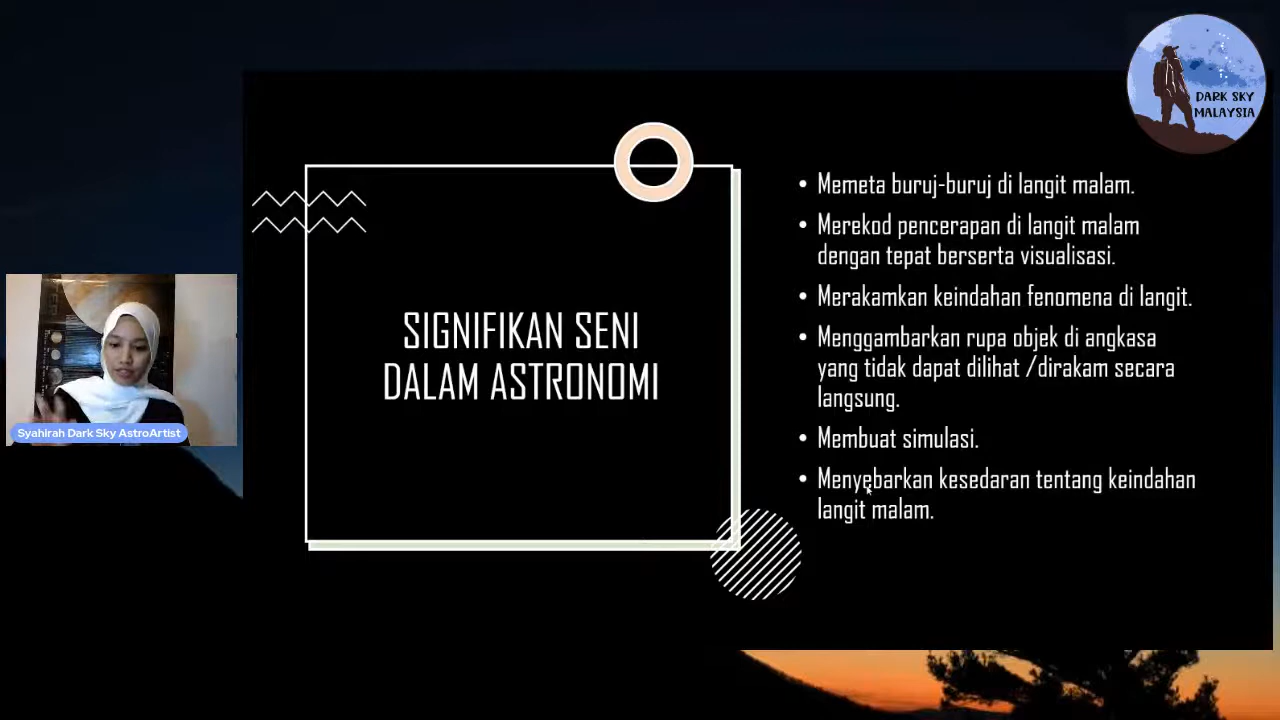 DARK SKY
MALAYSIA
SIGNIFIKAN SENI
DALAM ASTRONOMI
• Memeta buruj-buruj di langit malam.
• Merekod pencerapan di langit malam
dengan tepat berserta visualisasi.
• Merakamkan keindahan fenomena di langit.
• Menggambarkan rupa objek di angkasa
yang tidak dapat dilihat /dirakam secara
langsung.
• Membuat simulasi.
• Menyebarkan kesedaran tentang keindahan
langit malam.
Syahirah Dark Sky AstroArtist